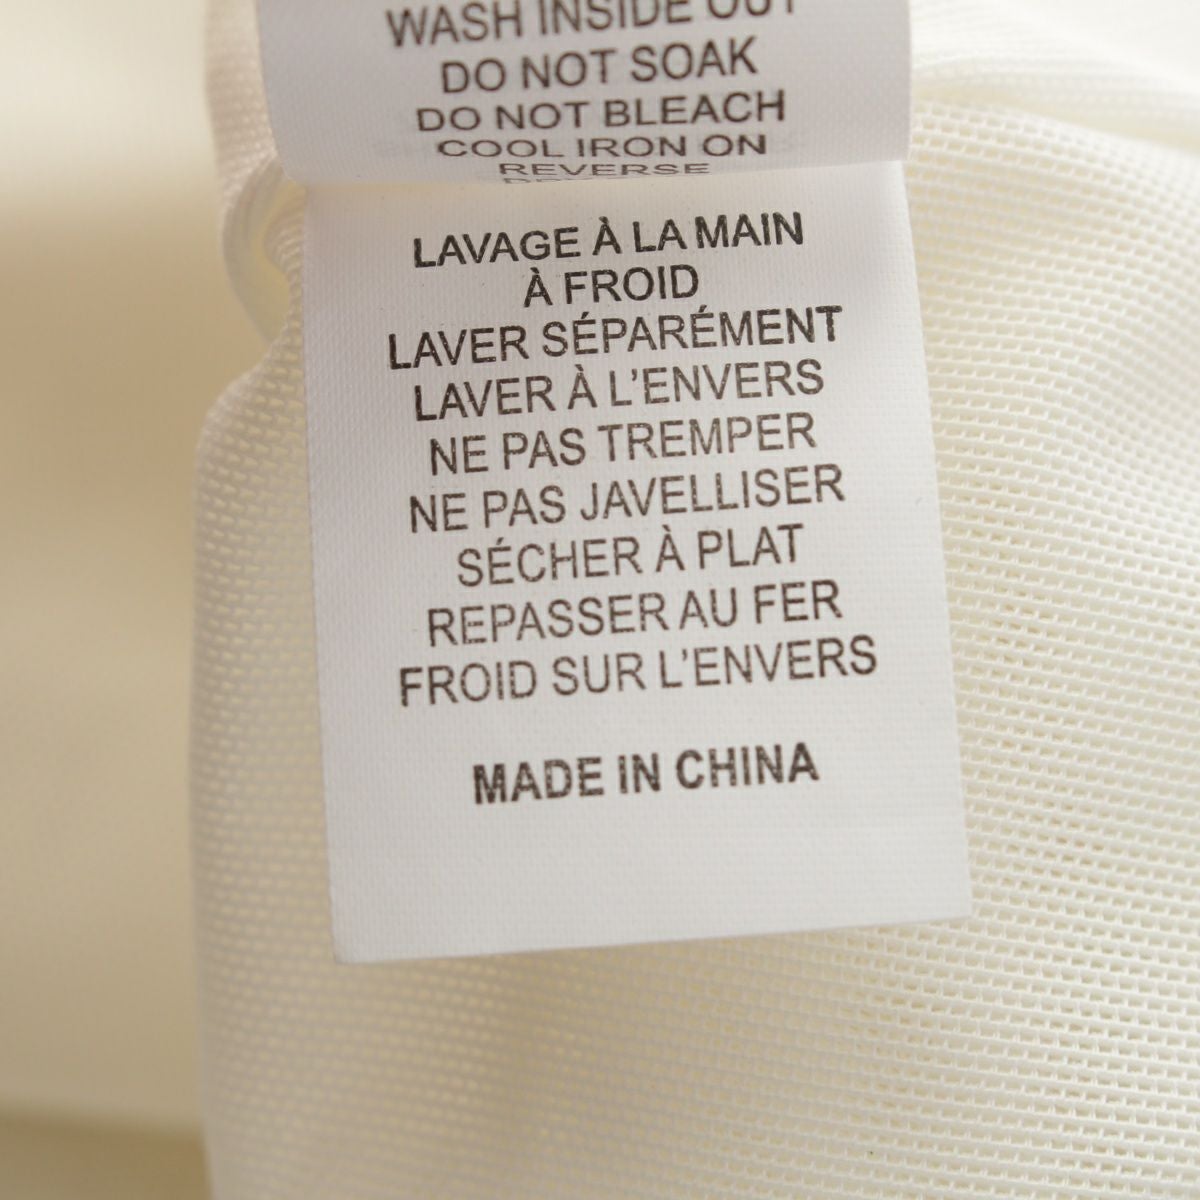 WASH INSIDE OUT
DO NOT SOAK
DO NOT BLEACH
COOL IRON ON
REVERSE
LAVAGE À LA MAIN
À FROID
LAVER SÉPARÉMENT
LAVER À L'ENVERS
NE PAS TREMPER
NE PAS JAVELLISER
SÉCHER À PLAT
REPASSER AU FER
FROID SUR L'ENVERS
MADE IN CHINA